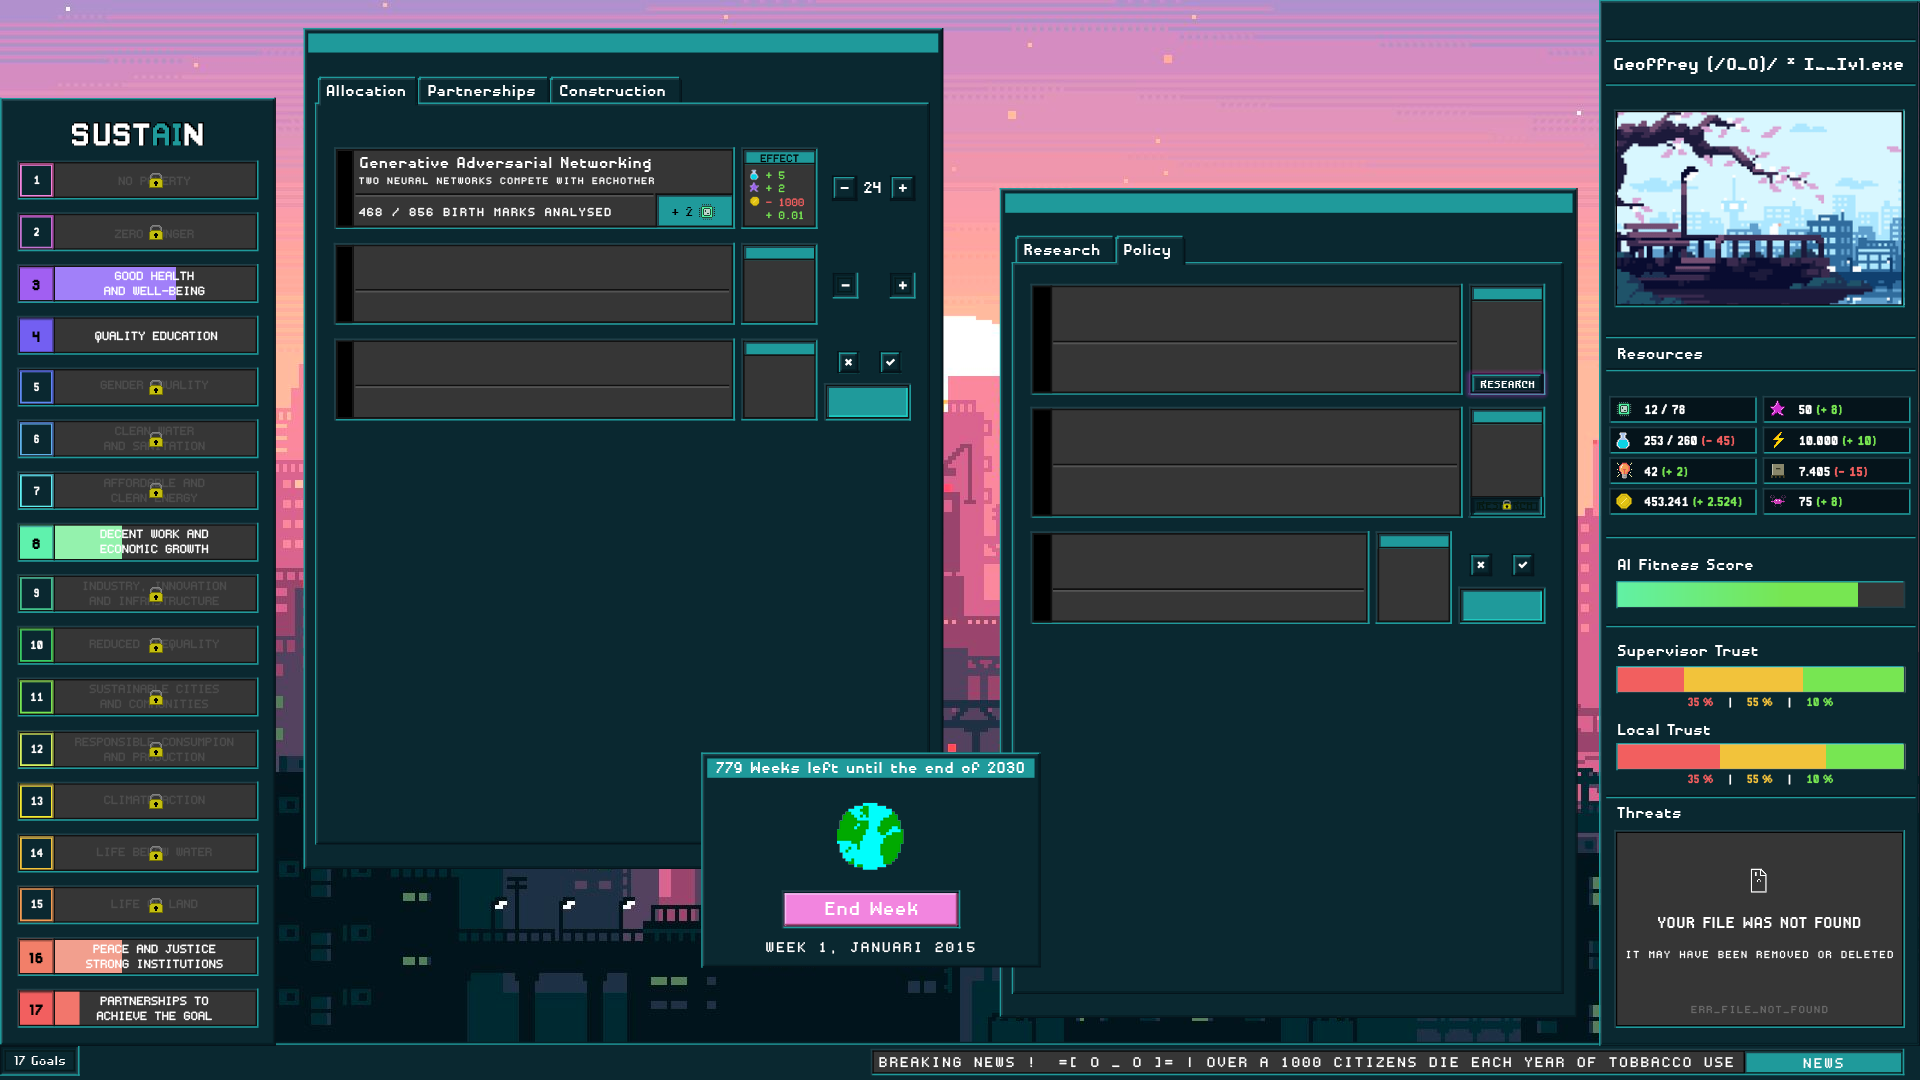 SUSTAIN
1 NO POVERTY
2 ZERO HUNGER
3 GOOD HEALTH
AND WELL-BEING
4 QUALITY EDUCATION
5 GENDER EQUALITY
6 CLEAN WATER
AND SANITATION
7 AFFORDABLE AND
CLEAN ENERGY
8 DECENT WORK AND
ECONOMIC GROWTH
9 INDUSTRY, INNOVATION
AND INFRASTRUCTURE
10 REDUCED INEQUALITY
11 SUSTAINABLE CITIES
AND COMMUNITIES
12 RESPONSIBLE CONSUMPION
AND PRODUCTION
13 CLIMATE ACTION
14 LIFE BELOW WATER
15 LIFE ON LAND
16 PEACE AND JUSTICE
STRONG INSTITUTIONS
17 PARTNERSHIPS TO
ACHIEVE THE GOAL
17 Goals
Allocation Partnerships Construction
Generative Adversarial Networking
TWO NEURAL NETWORKS COMPETE WITH EACHOTHER
468 / 856 BIRTH MARKS ANALYSED + 2
EFFECT
+ 5
+ 2
- 1000
+ 0.01
- 24 +
- +
779 Weeks left until the end of 2030
End Week
WEEK 1, JANUARI 2015
Research Policy
RESEARCH
Geoffrey (/O_O)/ * I__Iv1.exe
Resources
12 / 78 50 (+ 8)
253 / 260 (- 45) 10.000 (+ 10)
42 (+ 2) 7.405 (- 15)
453.241 (+ 2.524) 75 (+ 8)
AI Fitness Score
Supervisor Trust
35 % | 55 % | 10 %
Local Trust
35 % | 55 % | 10 %
Threats
YOUR FILE WAS NOT FOUND
IT MAY HAVE BEEN REMOVED OR DELETED
ERR_FILE_NOT_FOUND
BREAKING NEWS ! =[ O _ O ]= | OVER A 1000 CITIZENS DIE EACH YEAR OF TOBBACCO USE NEWS